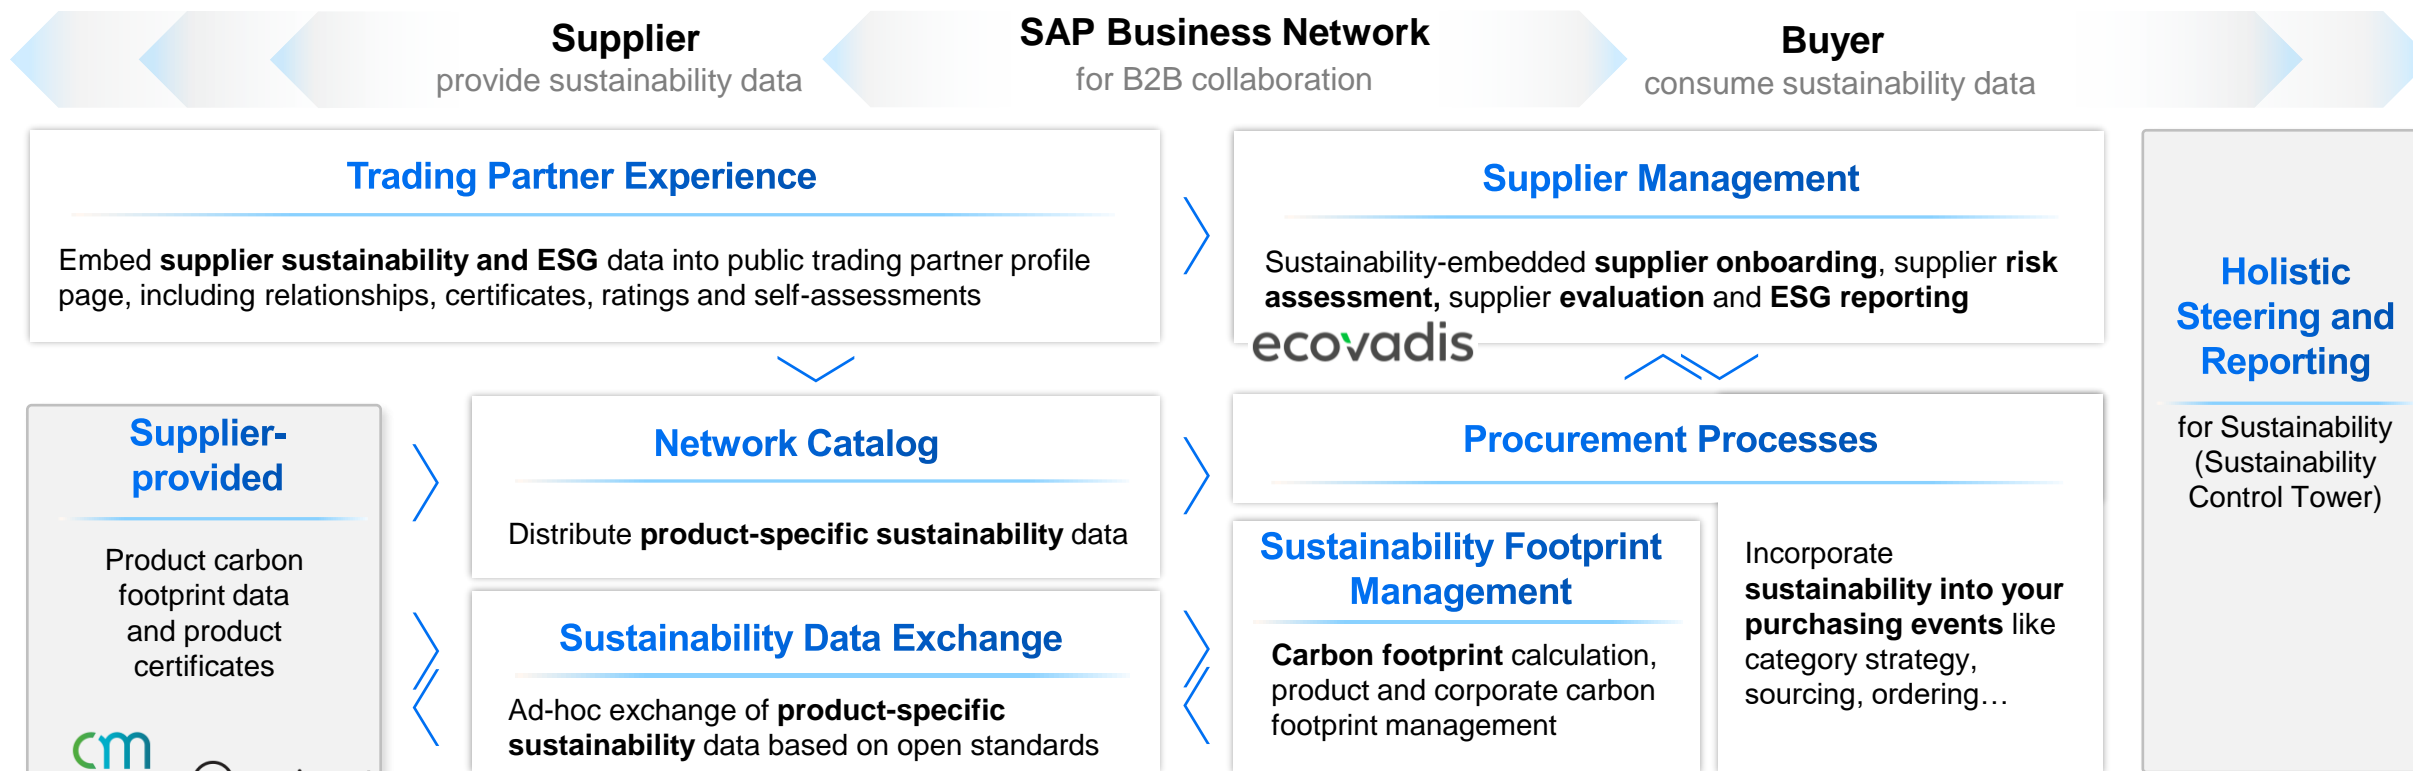 Supplier
provide sustainability data
SAP Business Network
for B2B collaboration
Buyer
consume sustainability data
Trading Partner Experience
Embed supplier sustainability and ESG data into public trading partner profile
page, including relationships, certificates, ratings and self-assessments
Supplier Management
Sustainability-embedded supplier onboarding, supplier risk
assessment, supplier evaluation and ESG reporting
ecovadis
Holistic
Steering and
Reporting
for Sustainability
(Sustainability
Control Tower)
Supplier-
provided
Product carbon
footprint data
and product
certificates
cm
Network Catalog
Distribute product-specific sustainability data
Sustainability Data Exchange
Ad-hoc exchange of product-specific
sustainability data based on open standards
Procurement Processes
Sustainability Footprint
Management
Carbon footprint calculation,
product and corporate carbon
footprint management
Incorporate
sustainability into your
purchasing events like
category strategy,
sourcing, ordering…